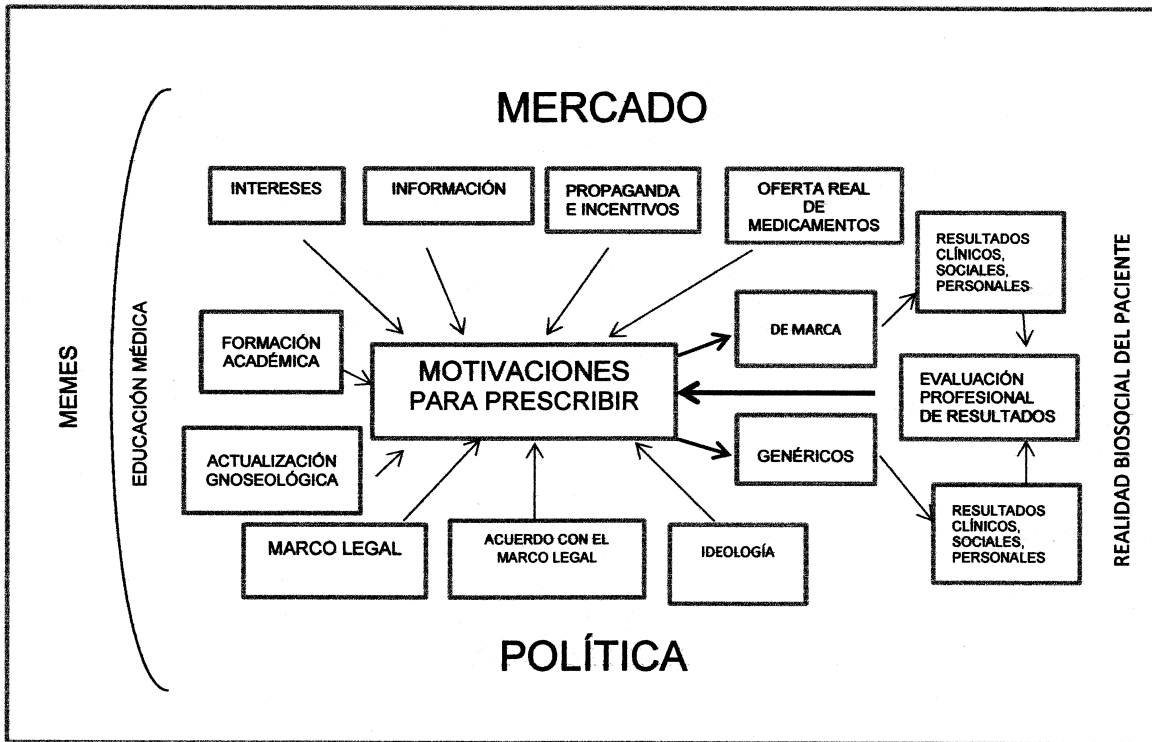 MERCADO
INTERESES
INFORMACIÓN
PROPAGANDA
E INCENTIVOS
OFERTA REAL
DE
MEDICAMENTOS
RESULTADOS
CLÍNICOS,
SOCIALES,
PERSONALES
MEMES
EDUCACIÓN MÉDICA
FORMACIÓN
ACADÉMICA
MOTIVACIONES
PARA PRESCRIBIR
DE MARCA
EVALUACIÓN
PROFESIONAL
DE RESULTADOS
REALIDAD BIOSOCIAL DEL PACIENTE
ACTUALIZACIÓN
GNOSEOLÓGICA
GENÉRICOS
MARCO LEGAL
ACUERDO CON EL
MARCO LEGAL
IDEOLOGÍA
RESULTADOS
CLÍNICOS,
SOCIALES,
PERSONALES
POLÍTICA